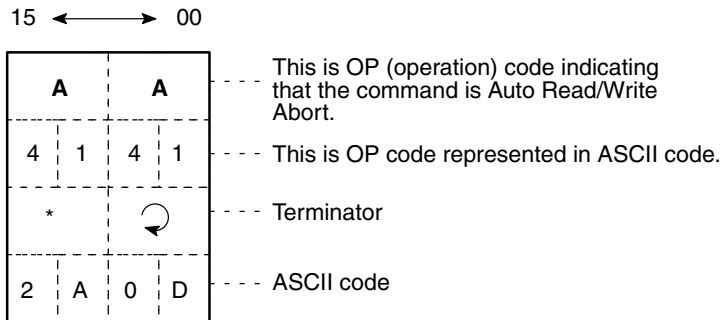 15 00
A A
This is OP (operation) code indicating
that the command is Auto Read/Write
Abort.
4 1 4 1
This is OP code represented in ASCII code.
*
Terminator
2 A 0 D
ASCII code